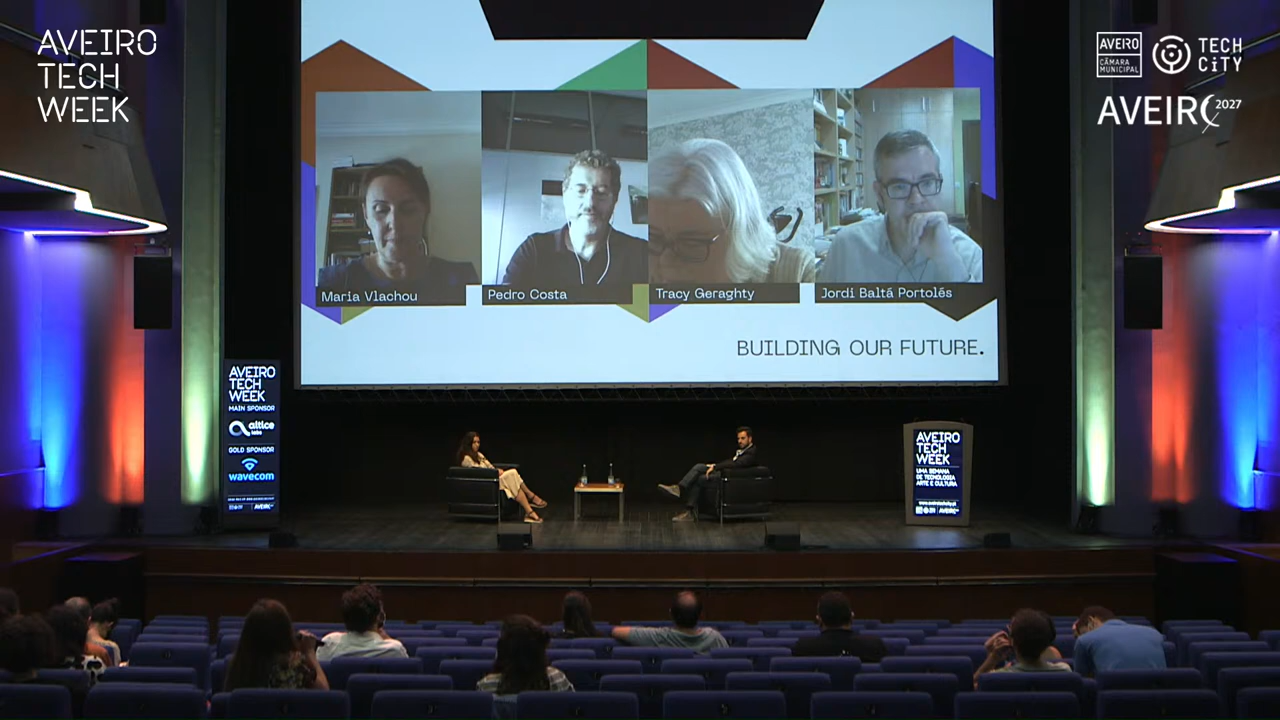 AVEIRO
TECH
WEEK
AVEIRO
CÂMARA
MUNICIPAL
TECH
CiTY
AVEIRO 2027
Maria Vlachou
Pedro Costa
Tracy Geraghty
Jordi Baltá Portolés
BUILDING OUR FUTURE.
AVEIRO
TECH
WEEK
MAIN SPONSOR
altice
labs
GOLD SPONSOR
wavecom
AVEIRO
TECH
WEEK
UMA SEMANA
DE TECNOLOGIA
ARTE E CULTURA